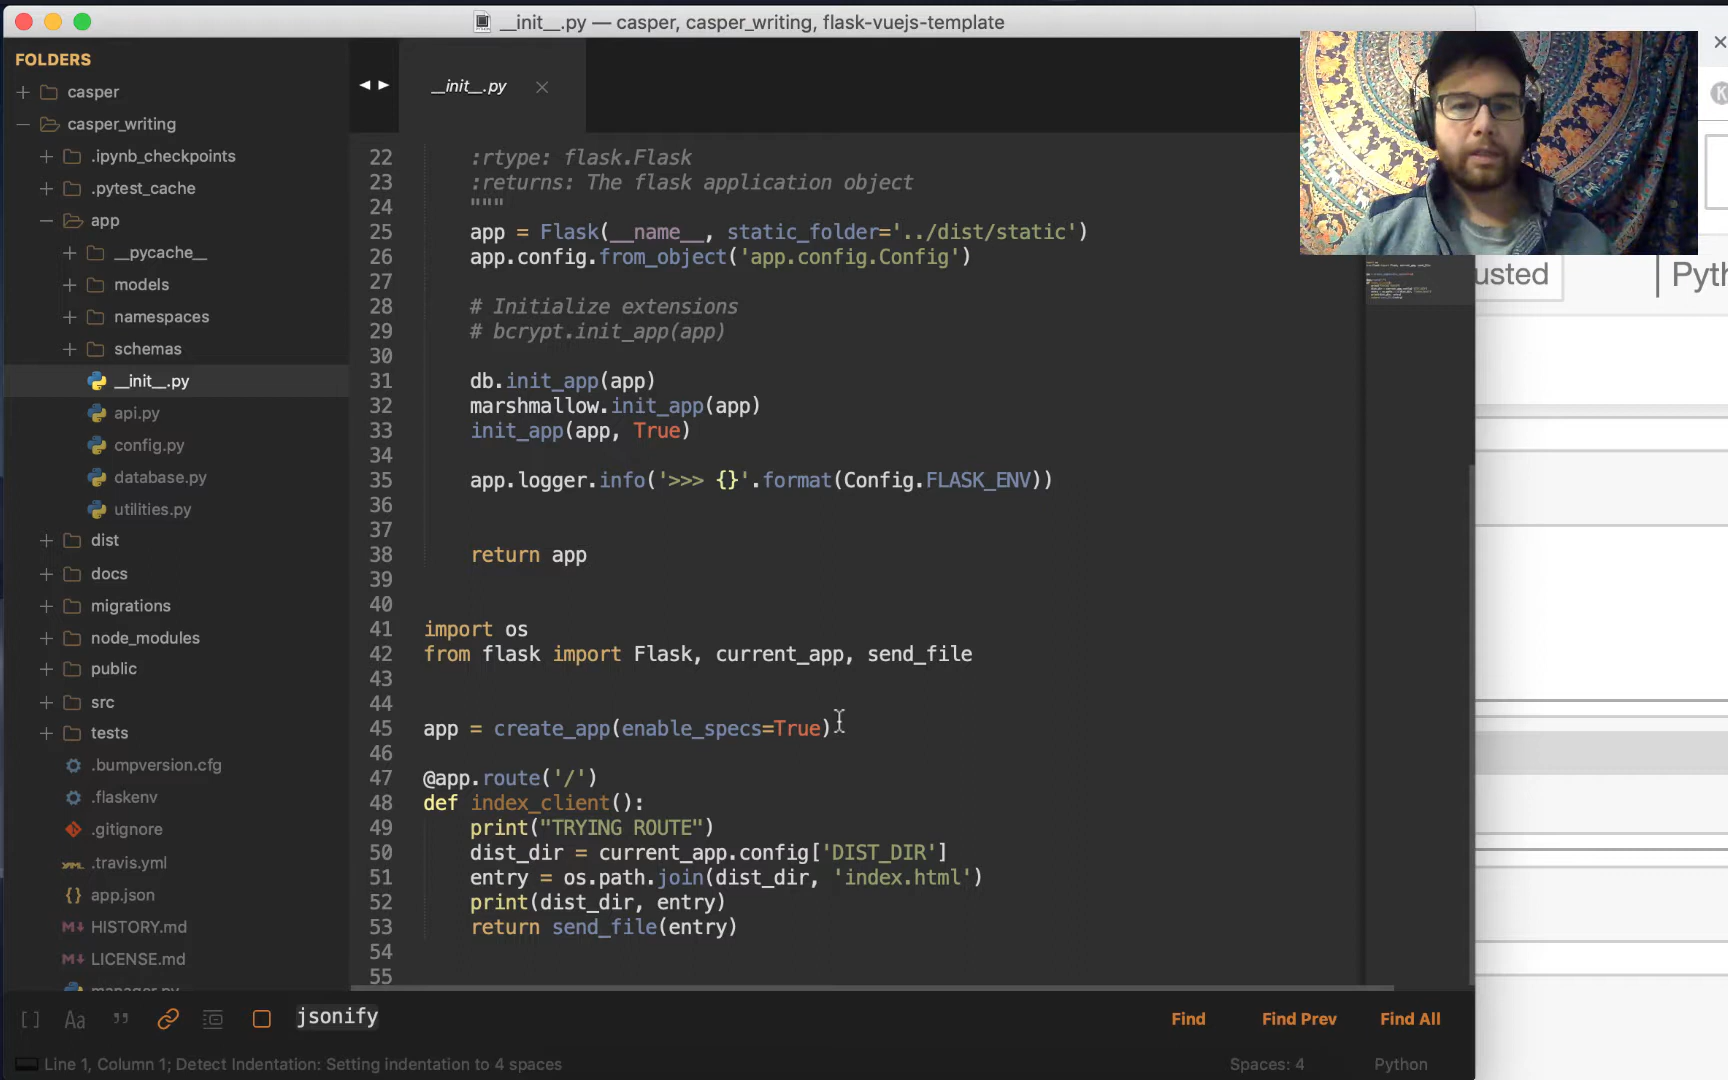 __init__.py — casper, casper_writing, flask-vuejs-template
FOLDERS
casper
casper_writing
.ipynb_checkpoints
.pytest_cache
app
__pycache__
models
namespaces
schemas
__init__.py
api.py
config.py
database.py
utilities.py
dist
docs
migrations
node_modules
public
src
tests
.bumpversion.cfg
.flaskenv
.gitignore
.travis.yml
app.json
HISTORY.md
LICENSE.md
manager.py
__init__.py
22 :rtype: flask.Flask
23 :returns: The flask application object
24 """
25 app = Flask(__name__, static_folder='../dist/static')
26 app.config.from_object('app.config.Config')
27
28 # Initialize extensions
29 # bcrypt.init_app(app)
30
31 db.init_app(app)
32 marshmallow.init_app(app)
33 init_app(app, True)
34
35 app.logger.info('>>> {}'.format(Config.FLASK_ENV))
36
37
38 return app
39
40
41 import os
42 from flask import Flask, current_app, send_file
43
44
45 app = create_app(enable_specs=True)
46
47 @app.route('/')
48 def index_client():
49 print("TRYING ROUTE")
50 dist_dir = current_app.config['DIST_DIR']
51 entry = os.path.join(dist_dir, 'index.html')
52 print(dist_dir, entry)
53 return send_file(entry)
54
55
usted Pyth
K
[ ] Aa " jsonify Find Find Prev Find All
Line 1, Column 1; Detect Indentation: Setting indentation to 4 spaces Spaces: 4 Python